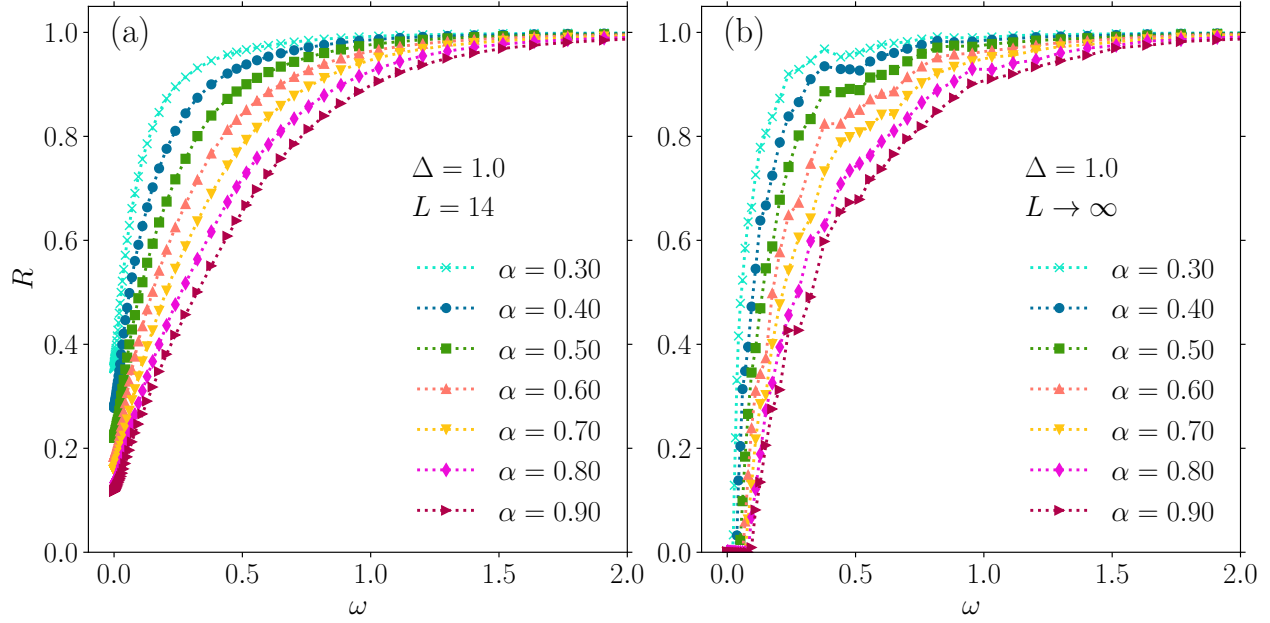 (a)
R
1.0
0.8
0.6
0.4
0.2
0.0
0.0 0.5 1.0 1.5 2.0
ω
Δ = 1.0
L = 14
α = 0.30
α = 0.40
α = 0.50
α = 0.60
α = 0.70
α = 0.80
α = 0.90
(b)
1.0
0.8
0.6
0.4
0.2
0.0
0.0 0.5 1.0 1.5 2.0
ω
Δ = 1.0
L → ∞
α = 0.30
α = 0.40
α = 0.50
α = 0.60
α = 0.70
α = 0.80
α = 0.90